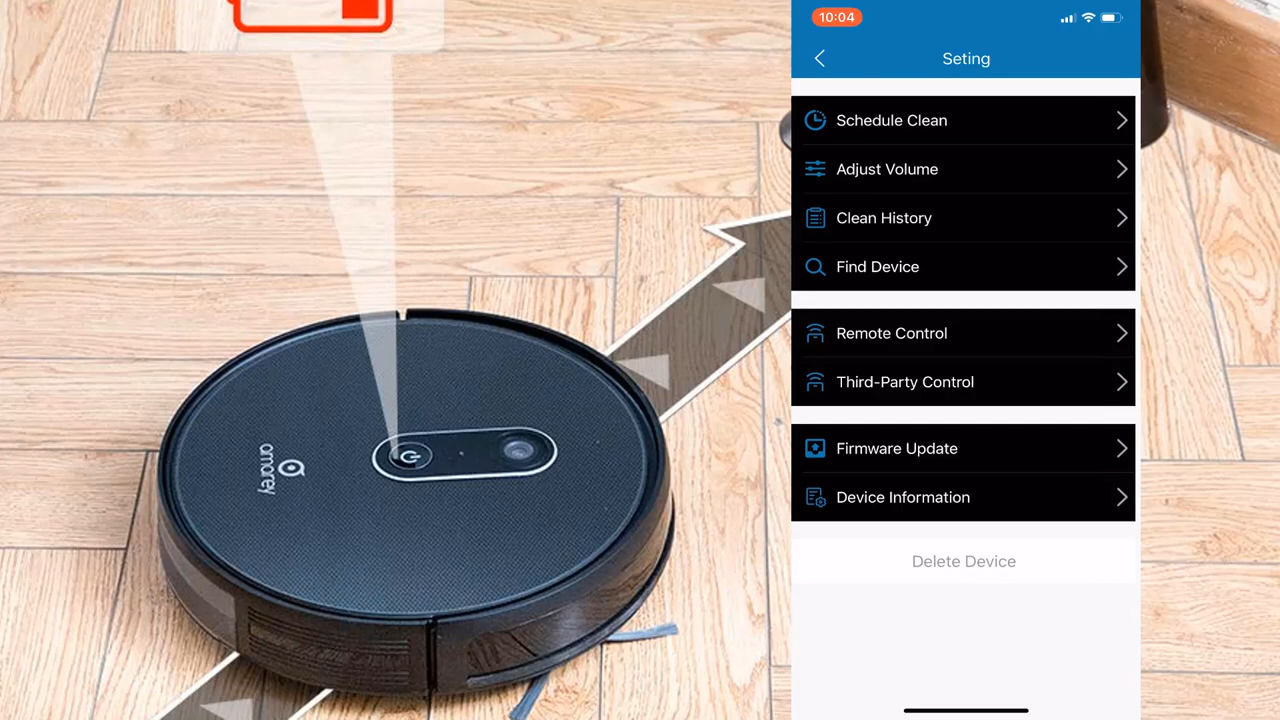 amarey
10:04
Seting
Schedule Clean
Adjust Volume
Clean History
Find Device
Remote Control
Third-Party Control
Firmware Update
Device Information
Delete Device